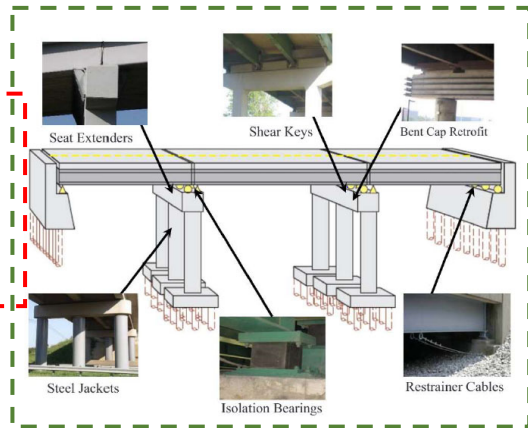 Seat Extenders
Shear Keys
Bent Cap Retrofit
Steel Jackets
Isolation Bearings
Restrainer Cables